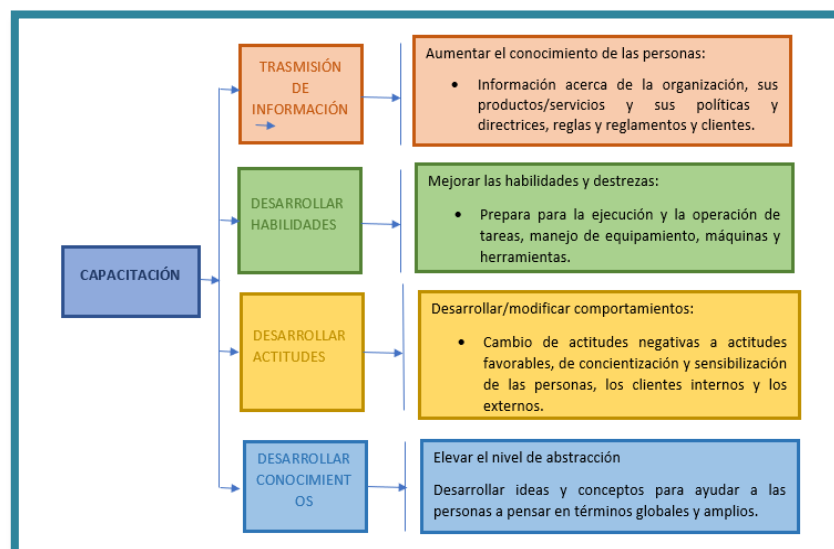 CAPACITACIÓN
TRASMISIÓN
DE
INFORMACIÓN
Aumentar el conocimiento de las personas:
• Información acerca de la organización, sus
productos/servicios y sus políticas y
directrices, reglas y reglamentos y clientes.
DESARROLLAR
HABILIDADES
Mejorar las habilidades y destrezas:
• Prepara para la ejecución y la operación de
tareas, manejo de equipamiento, máquinas y
herramientas.
DESARROLLAR
ACTITUDES
Desarrollar/modificar comportamientos:
• Cambio de actitudes negativas a actitudes
favorables, de concientización y sensibilización
de las personas, los clientes internos y los
externos.
DESARROLLAR
CONOCIMIENT
OS
Elevar el nivel de abstracción
Desarrollar ideas y conceptos para ayudar a las
personas a pensar en términos globales y amplios.